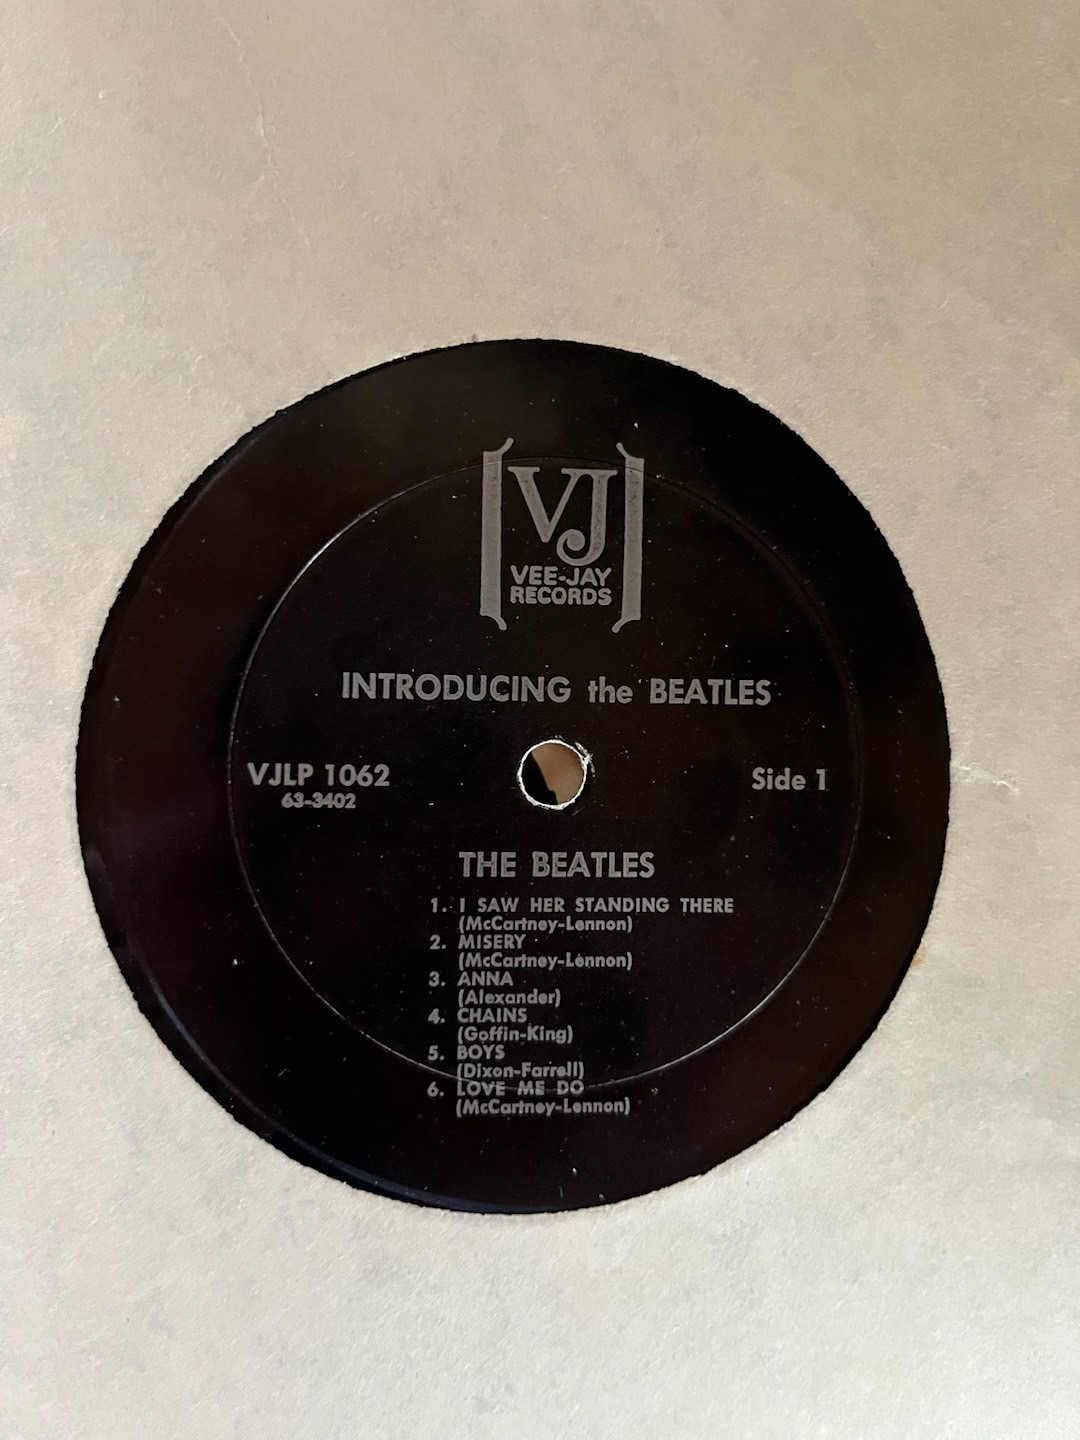 VJ
VEE-JAY
RECORDS
INTRODUCING the BEATLES
VJLP 1062
63-3402
Side 1
THE BEATLES
1. I SAW HER STANDING THERE
(McCartney-Lennon)
2. MISERY
(McCartney-Lennon)
3. ANNA
(Alexander)
4. CHAINS
(Goffin-King)
5. BOYS
(Dixon-Farrell)
6. LOVE ME DO
(McCartney-Lennon)